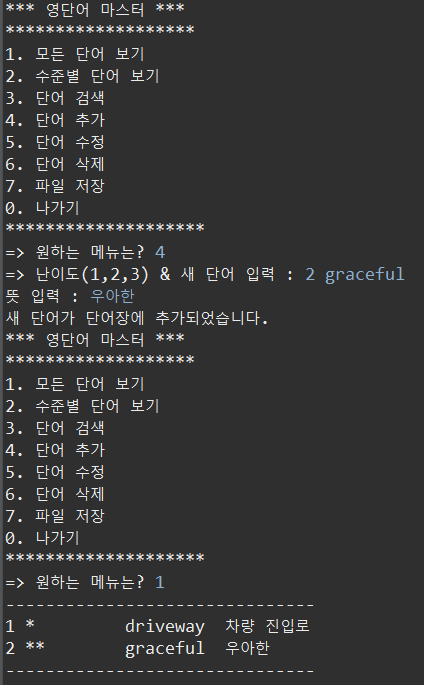 *** 영단어 마스터 ***
*******************
1. 모든 단어 보기
2. 수준별 단어 보기
3. 단어 검색
4. 단어 추가
5. 단어 수정
6. 단어 삭제
7. 파일 저장
0. 나가기
********************
=> 원하는 메뉴는? 4
=> 난이도(1,2,3) & 새 단어 입력 : 2 graceful
뜻 입력 : 우아한
새 단어가 단어장에 추가되었습니다.
*** 영단어 마스터 ***
*******************
1. 모든 단어 보기
2. 수준별 단어 보기
3. 단어 검색
4. 단어 추가
5. 단어 수정
6. 단어 삭제
7. 파일 저장
0. 나가기
********************
=> 원하는 메뉴는? 1
-------------------------------
1 *         driveway  차량 진입로
2 **        graceful  우아한
-------------------------------